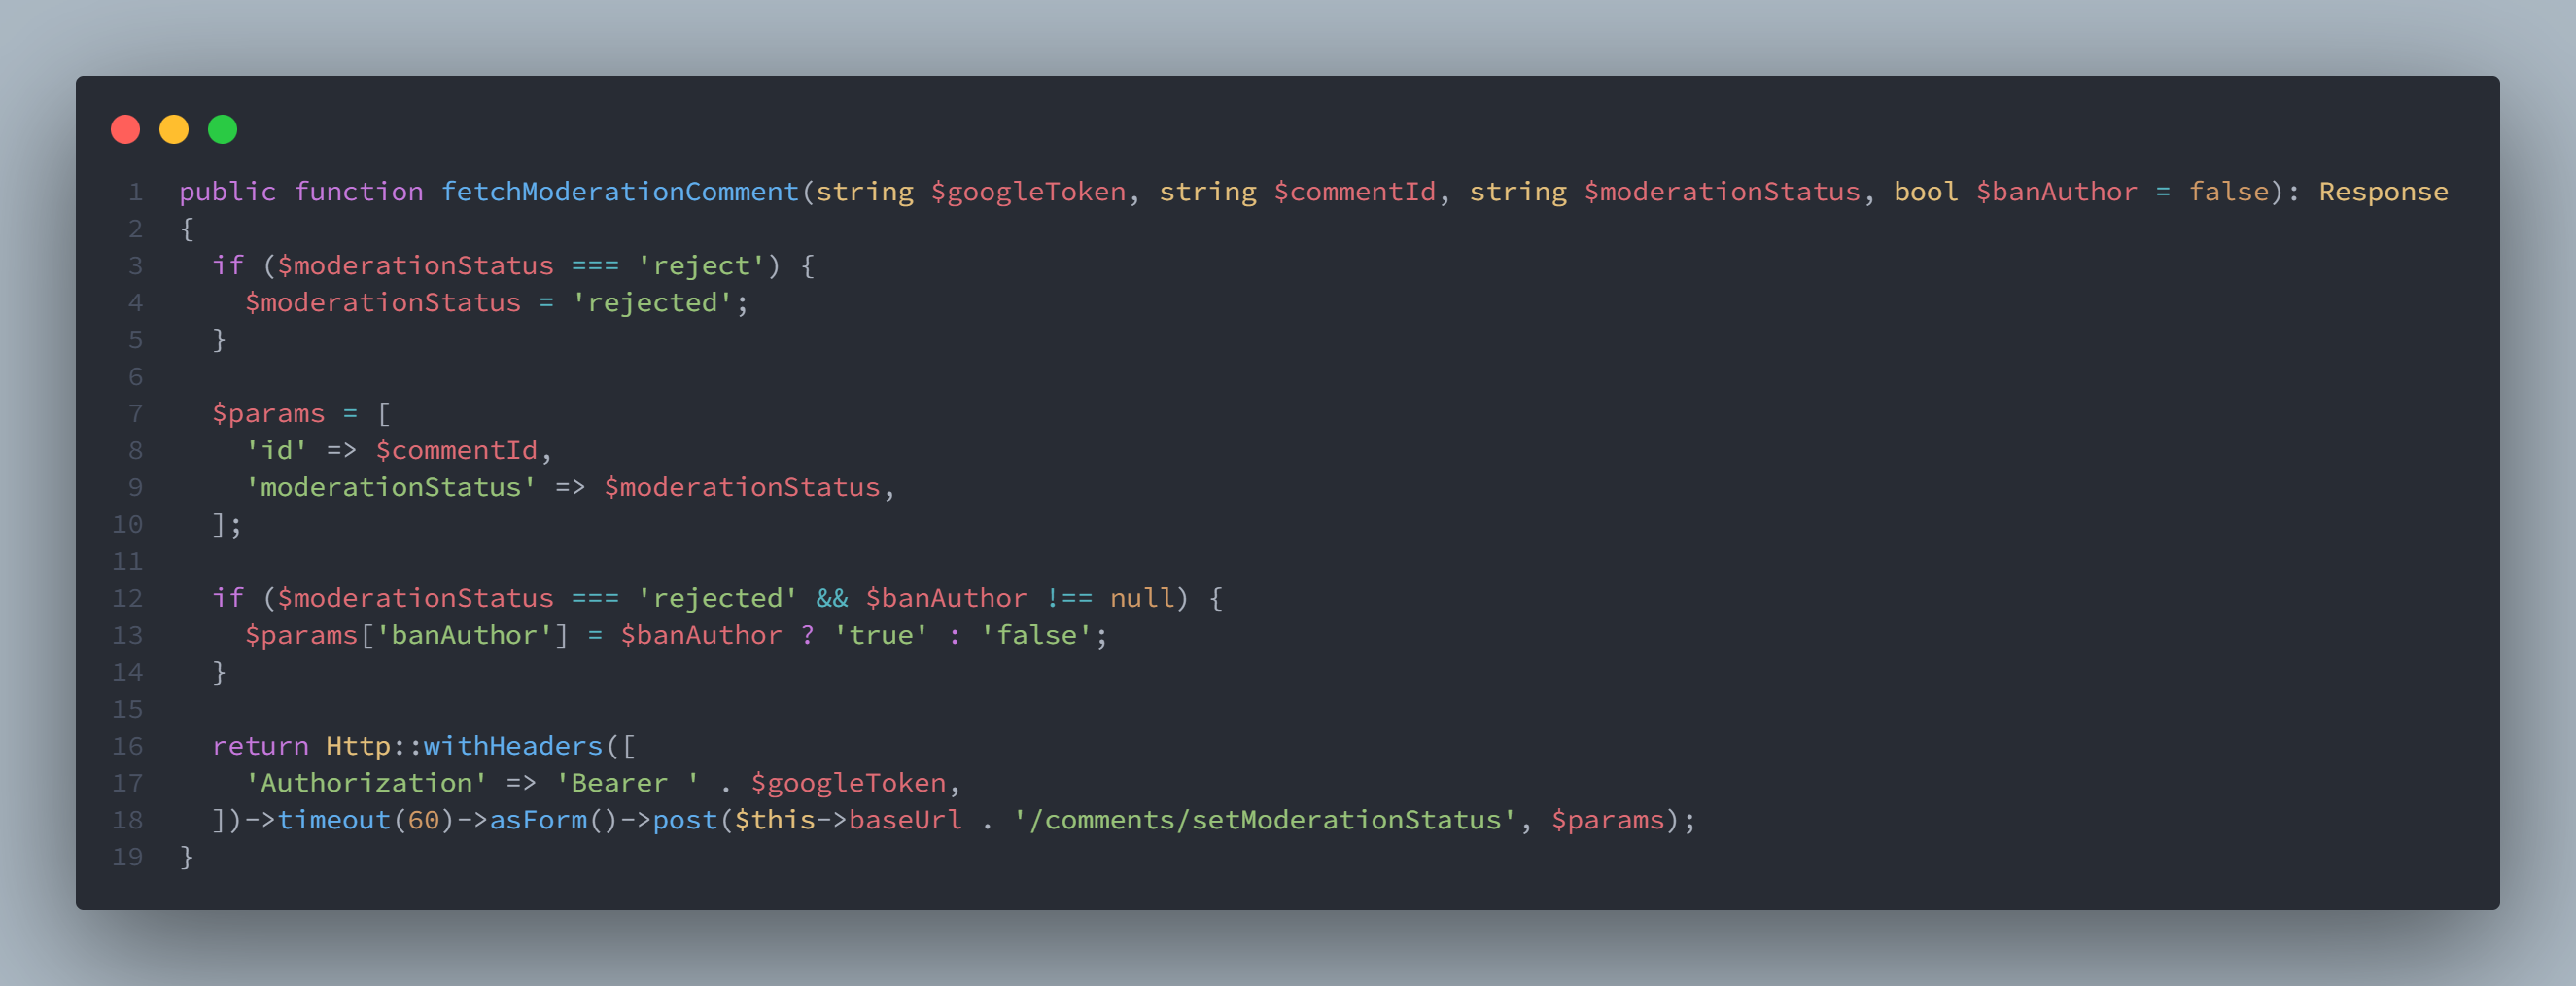 1 public function fetchModerationComment(string $googleToken, string $commentId, string $moderationStatus, bool $banAuthor = false): Response
2 {
3   if ($moderationStatus === 'reject') {
4     $moderationStatus = 'rejected';
5   }
6
7   $params = [
8     'id' => $commentId,
9     'moderationStatus' => $moderationStatus,
10   ];
11
12   if ($moderationStatus === 'rejected' && $banAuthor !== null) {
13     $params['banAuthor'] = $banAuthor ? 'true' : 'false';
14   }
15
16   return Http::withHeaders([
17     'Authorization' => 'Bearer ' . $googleToken,
18   ])->timeout(60)->asForm()->post($this->baseUrl . '/comments/setModerationStatus', $params);
19 }